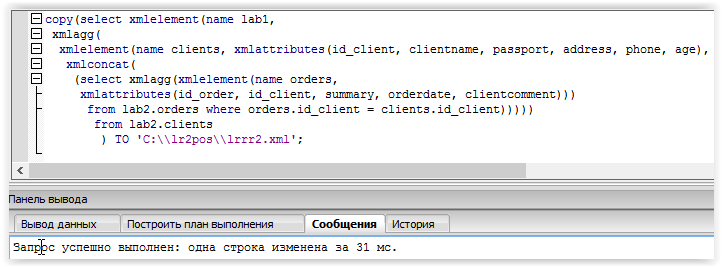 copy(select xmlelement(name lab1,
xmlagg(
xmlelement(name clients, xmlattributes(id_client, clientname, passport, address, phone, age),
xmlconcat(
(select xmlagg(xmlelement(name orders,
xmlattributes(id_order, id_client, summary, orderdate, clientcomment)))
from lab2.orders where orders.id_client = clients.id_client)))))
from lab2.clients
) TO 'C:\\lr2pos\\lrrr2.xml';
Панель вывода
Вывод данных Построить план выполнения Сообщения История
Запрос успешно выполнен: одна строка изменена за 31 мс.